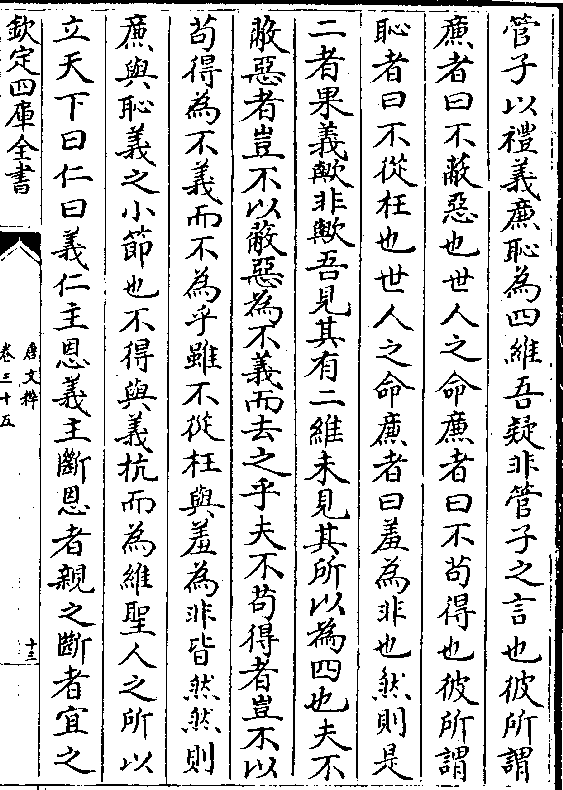 管子以禮義㢘恥為四維吾疑非管子之言也彼所謂
㢘者曰不蔽惡也世人之命㢘者曰不苟得也彼所謂
恥者曰不從枉也世人之命㢘者曰羞為非也然則是
二者果義歟非歟吾見其有二維未見其所以為四也夫不
蔽惡者豈不以蔽惡為不義而去之乎夫不苟得者豈不以
苟得為不義而不為乎雖不從枉與羞為非皆然然則
㢘與恥義之小節也不得與義抗而為維聖人之所以
立天下曰仁曰義仁主恩義主斷恩者親之斷者宜之
欽定四庫全書
唐文粹
卷三十五
十三